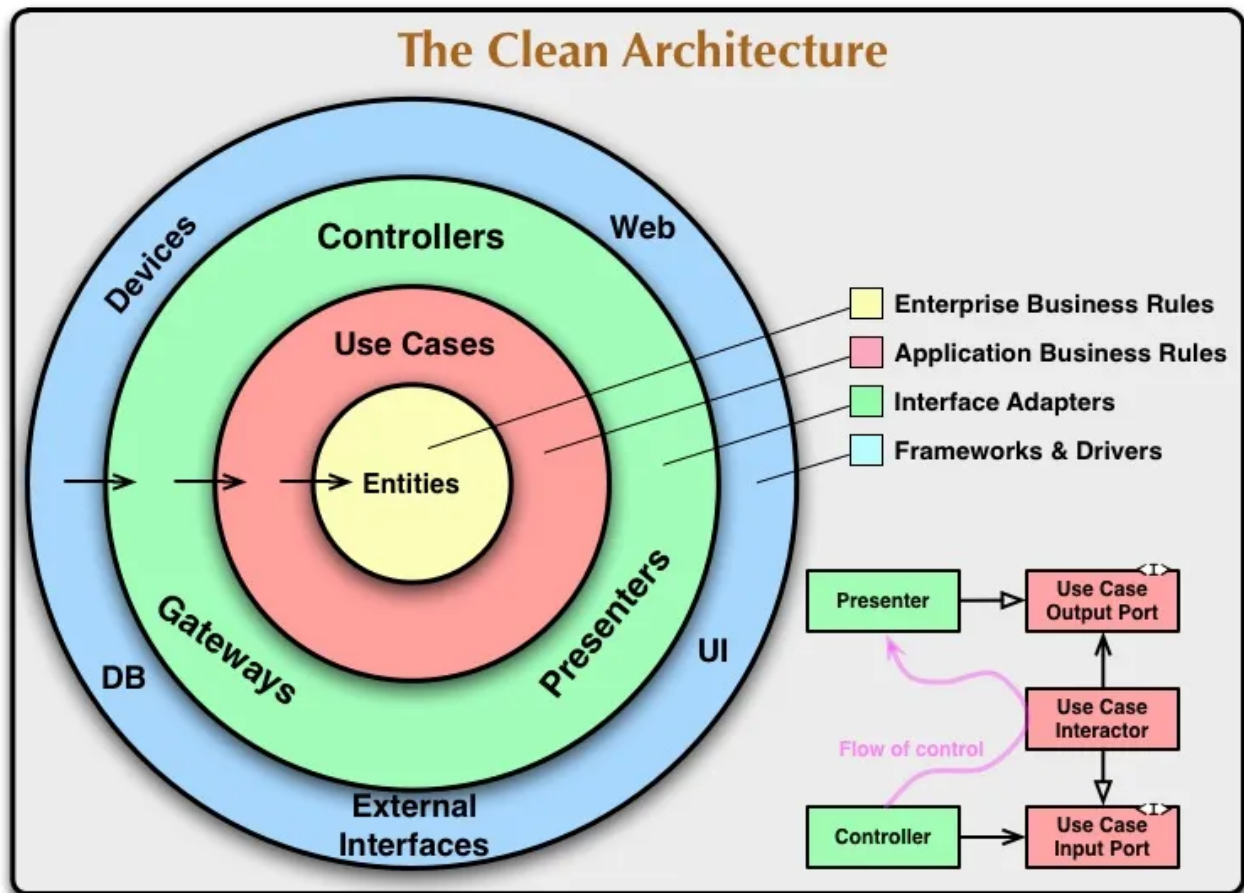 The Clean Architecture
Devices
Controllers
Web
Use Cases
Entities
Gateways
Presenters
DB
UI
External
Interfaces
Enterprise Business Rules
Application Business Rules
Interface Adapters
Frameworks & Drivers
Presenter
<I>
Use Case
Output Port
Use Case
Interactor
Flow of control
Controller
<I>
Use Case
Input Port